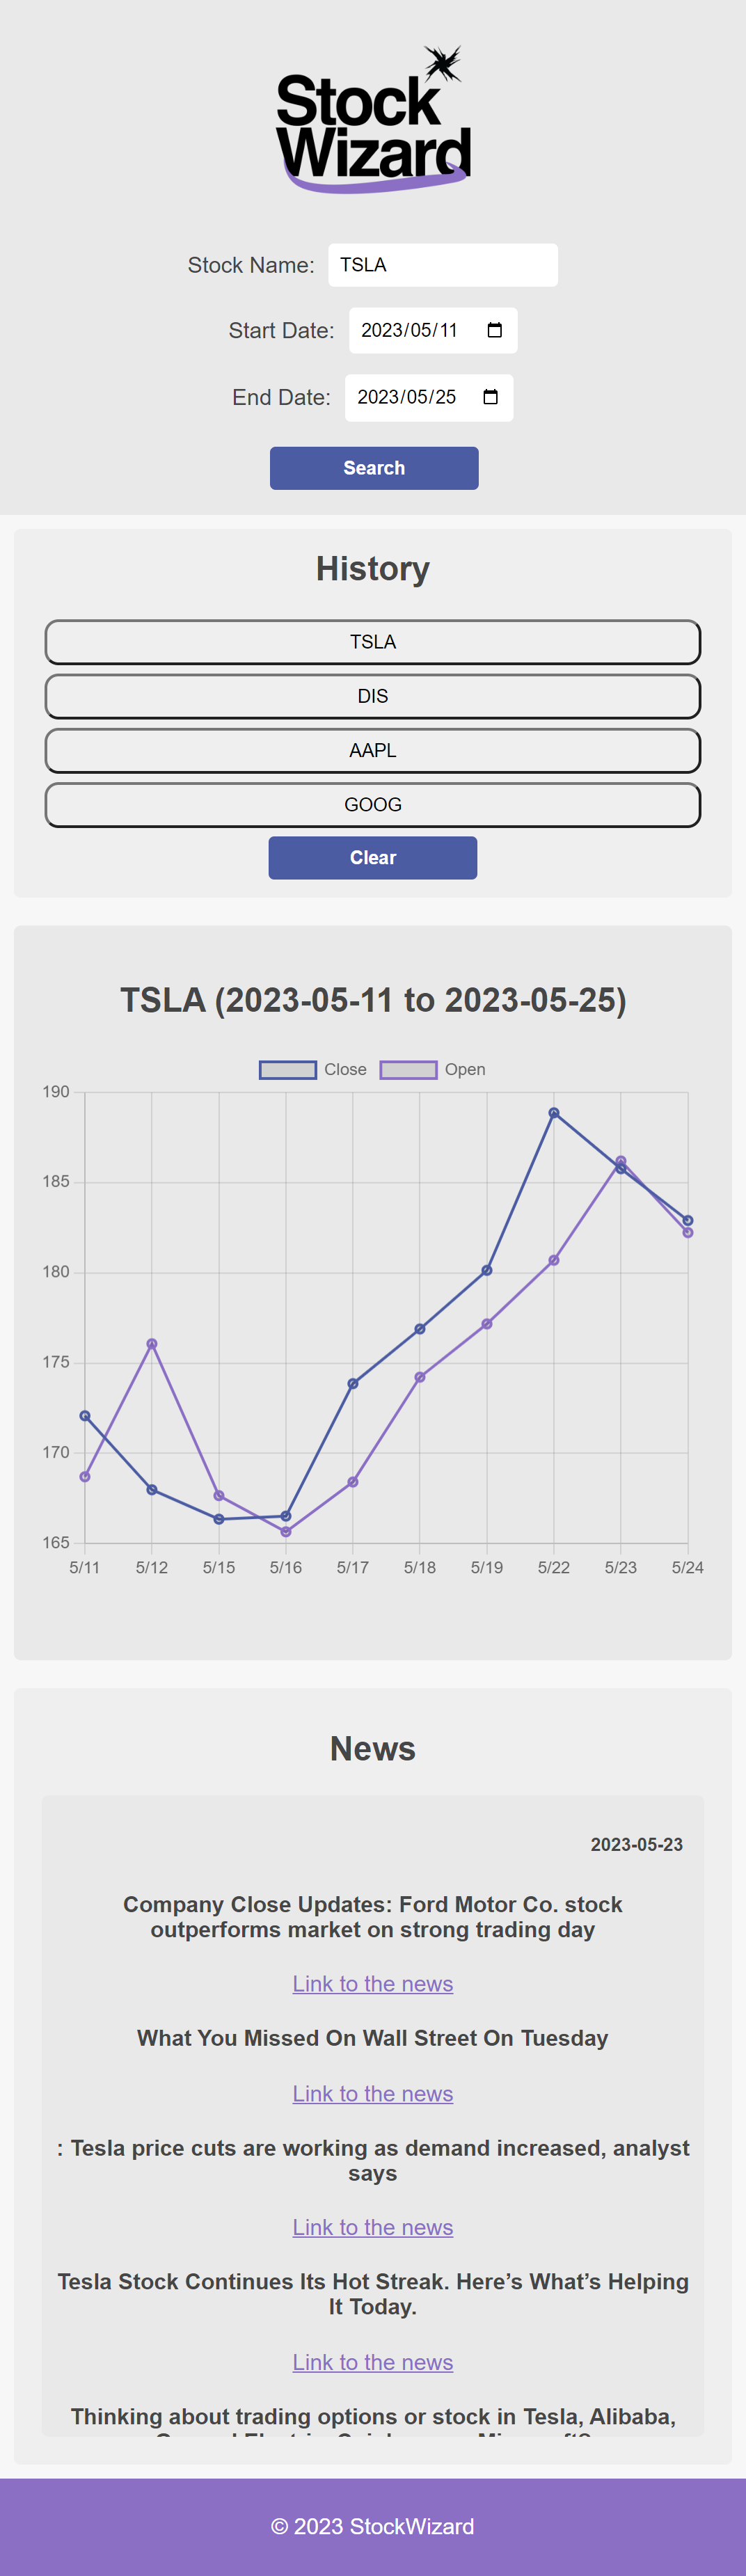 Stock
Wizard
Stock Name: TSLA
Start Date: 2023/05/11
End Date: 2023/05/25
Search
History
TSLA
DIS
AAPL
GOOG
Clear
TSLA (2023-05-11 to 2023-05-25)
Close Open
190
185
180
175
170
165
5/11 5/12 5/15 5/16 5/17 5/18 5/19 5/22 5/23 5/24
News
2023-05-23
Company Close Updates: Ford Motor Co. stock
outperforms market on strong trading day
Link to the news
What You Missed On Wall Street On Tuesday
Link to the news
: Tesla price cuts are working as demand increased, analyst
says
Link to the news
Tesla Stock Continues Its Hot Streak. Here’s What’s Helping
It Today.
Link to the news
Thinking about trading options or stock in Tesla, Alibaba,
© 2023 StockWizard